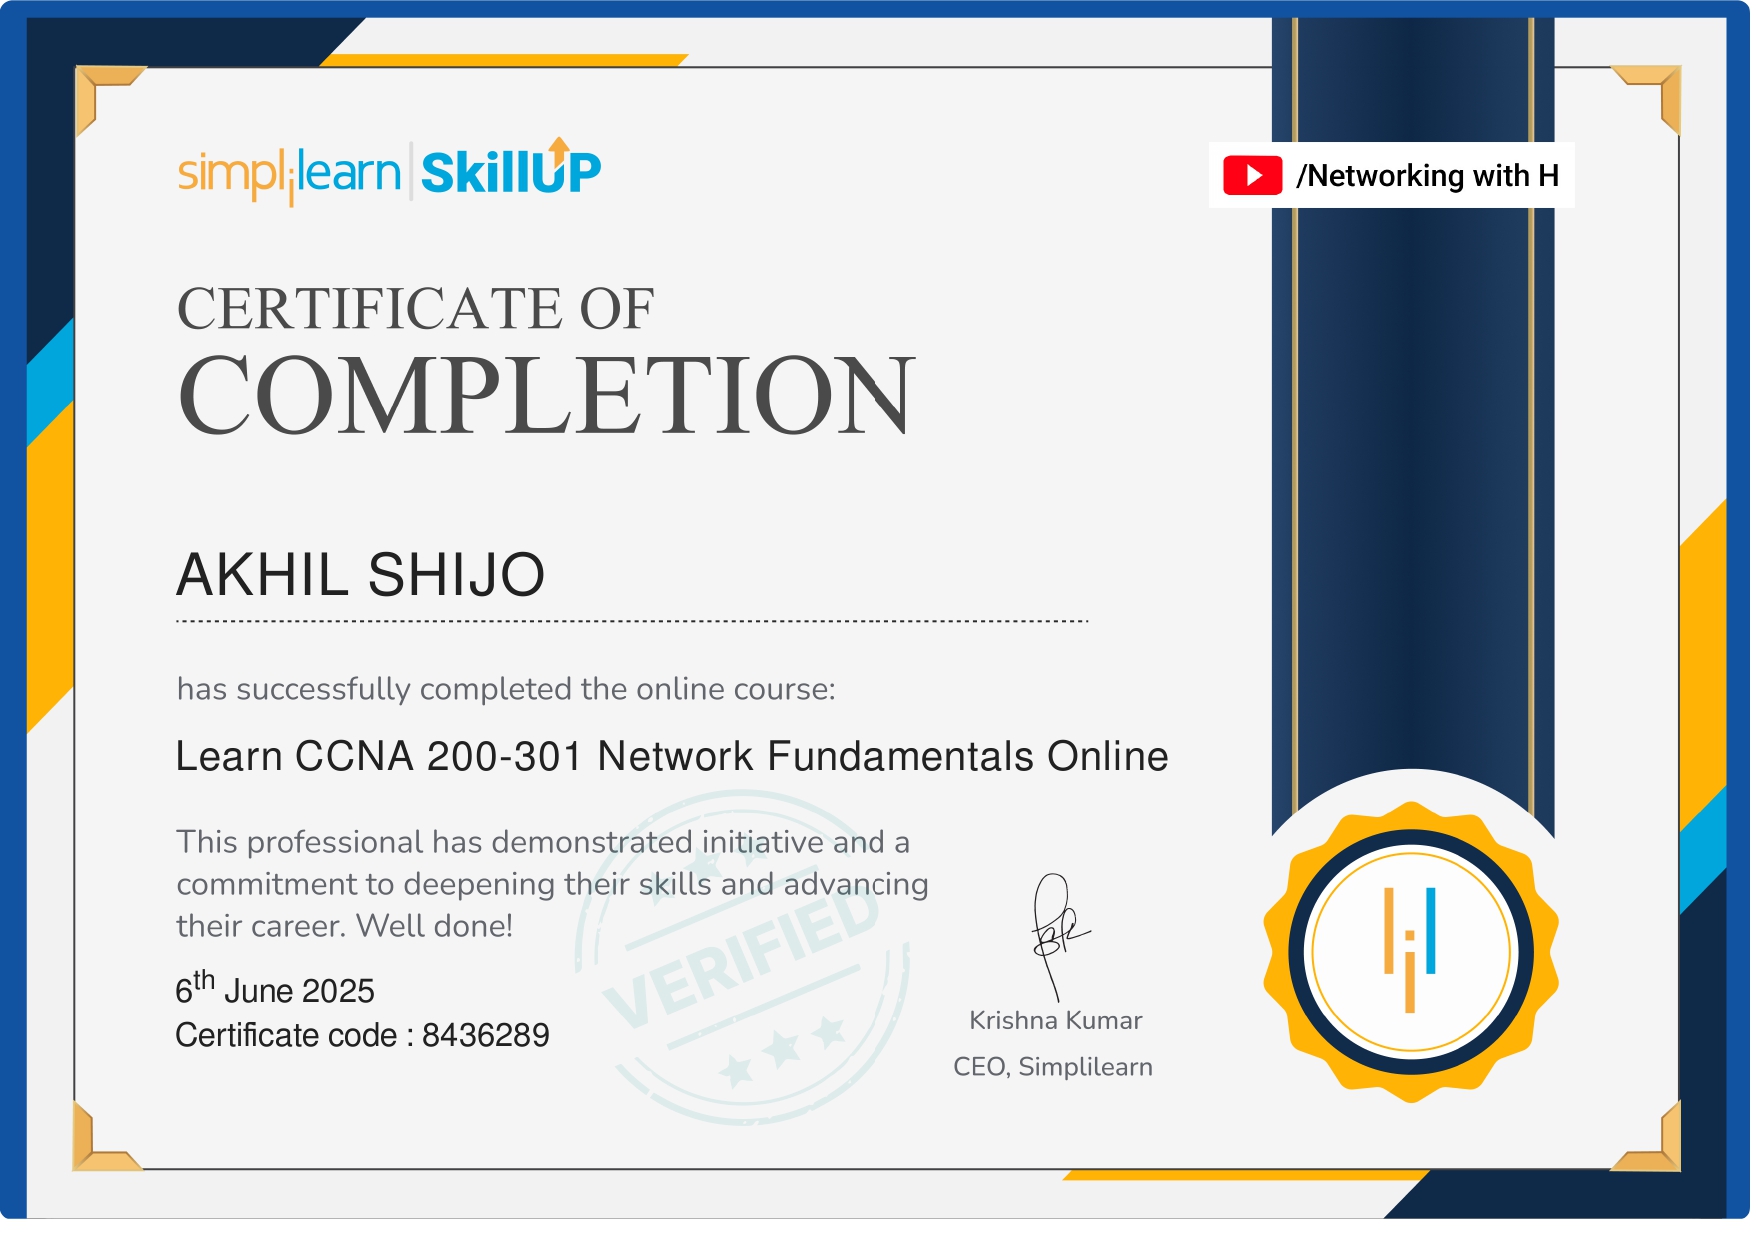 simplilearn | SkillUP
/Networking with H
CERTIFICATE OF
COMPLETION
AKHIL SHIJO
has successfully completed the online course:
Learn CCNA 200-301 Network Fundamentals Online
This professional has demonstrated initiative and a
commitment to deepening their skills and advancing
their career. Well done!
VERIFIED
6th June 2025
Certificate code : 8436289
Krishna Kumar
CEO, Simplilearn